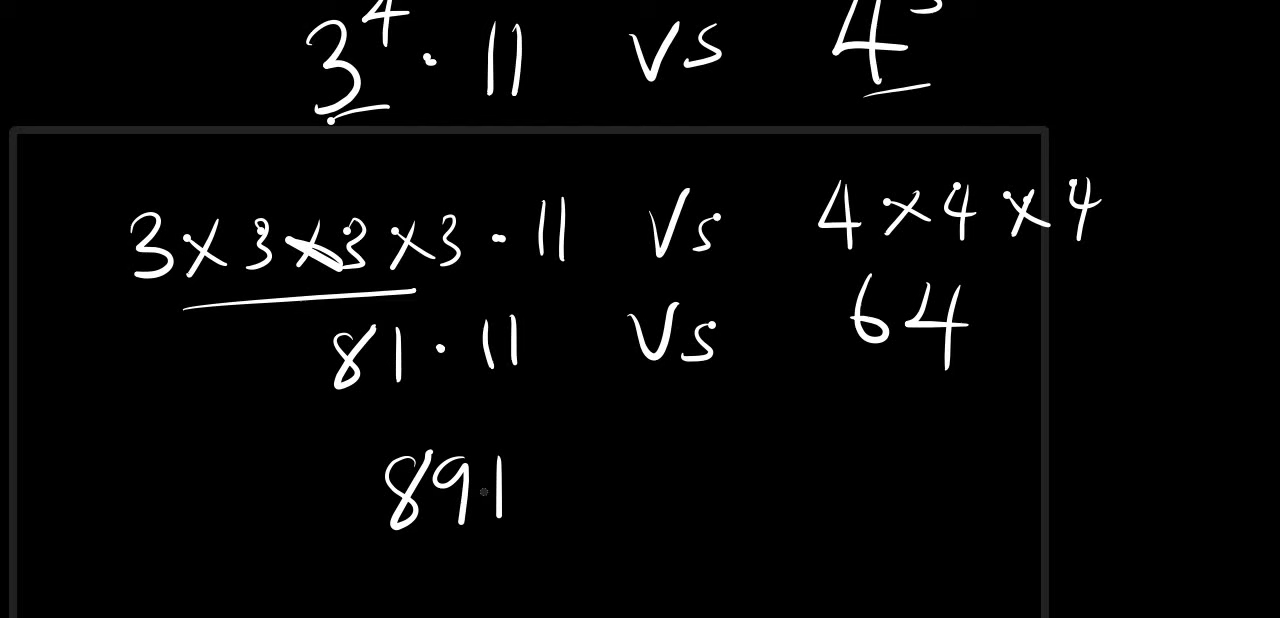 3⁴ · 11 vs 4³
3 × 3 × 3 × 3 · 11 Vs 4 × 4 × 4
81 · 11 Vs 64
891